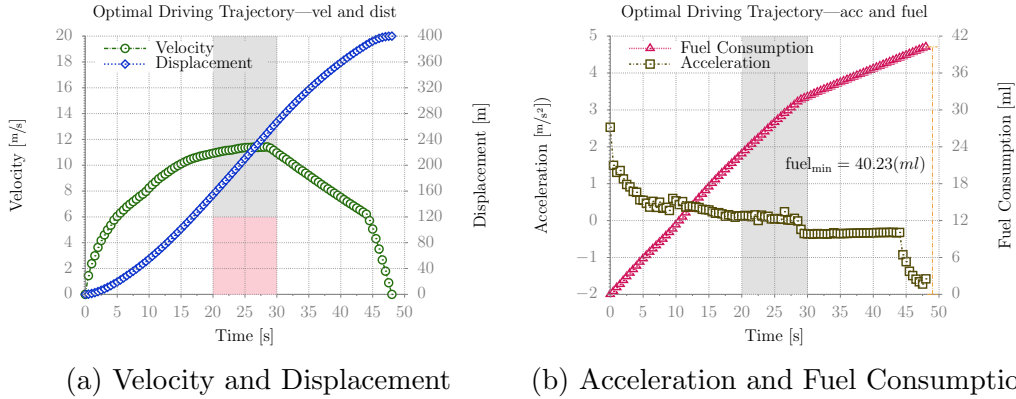 Optimal Driving Trajectory—vel and dist
20
18
16
14
12
10
8
6
4
2
0
Velocity [m/s]
Velocity
Displacement
400
360
320
280
240
200
160
120
80
40
0
Displacement [m]
0 5 10 15 20 25 30 35 40 45 50
Time [s]
(a) Velocity and Displacement
Optimal Driving Trajectory—acc and fuel
5
4
3
2
1
0
−1
−2
Acceleration [m/s²])
Fuel Consumption
Acceleration
fuel_min = 40.23(ml)
42
36
30
24
18
12
6
0
Fuel Consumption [ml]
0 5 10 15 20 25 30 35 40 45 50
Time [s]
(b) Acceleration and Fuel Consumptio